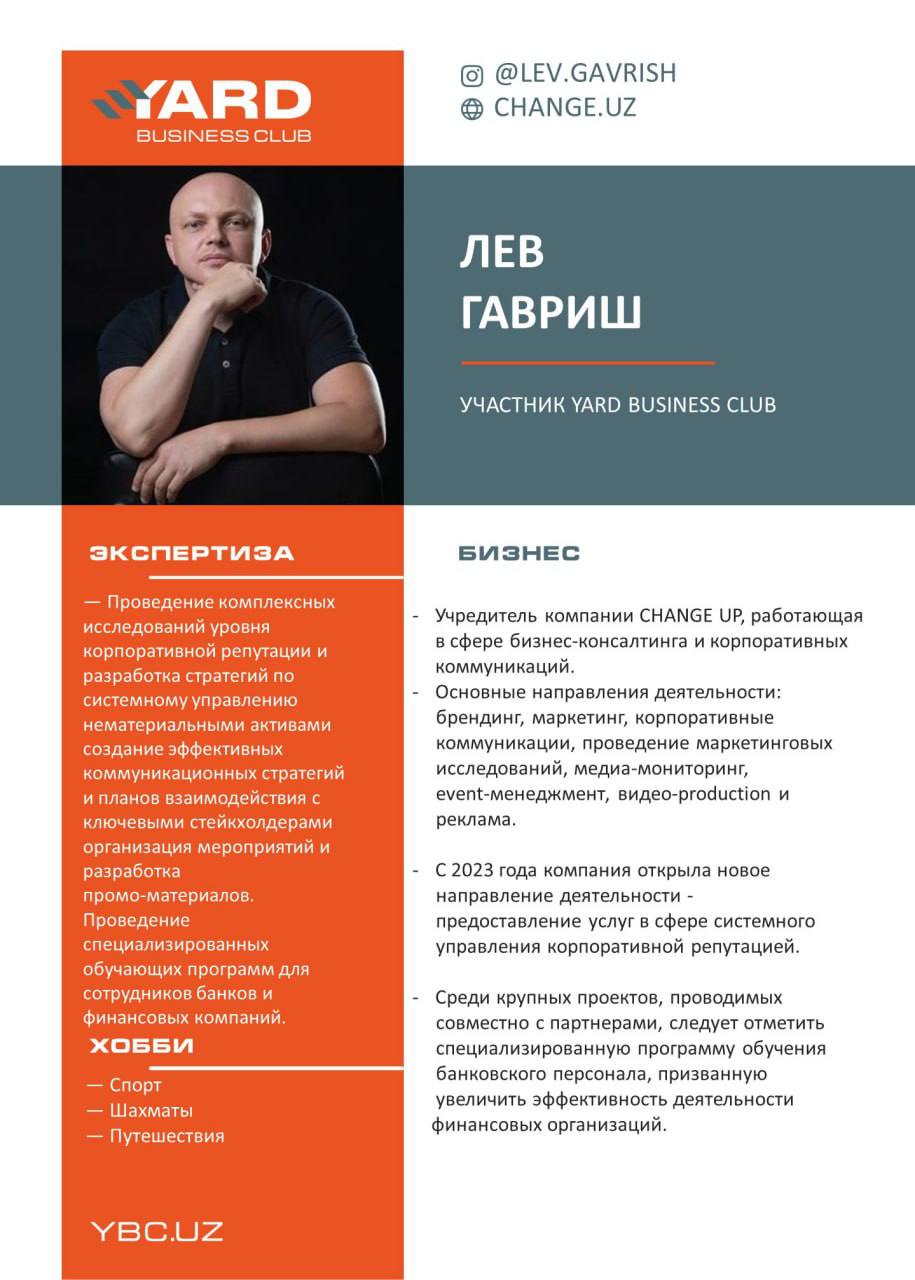 YARD
BUSINESS CLUB
@LEV.GAVRISH
CHANGE.UZ
ЛЕВ
ГАВРИШ
УЧАСТНИК YARD BUSINESS CLUB
ЭКСПЕРТИЗА
— Проведение комплексных
исследований уровня
корпоративной репутации и
разработка стратегий по
системному управлению
нематериальными активами
создание эффективных
коммуникационных стратегий
и планов взаимодействия с
ключевыми стейкхолдерами
организация мероприятий и
разработка
промо-материалов.
Проведение
специализированных
обучающих программ для
сотрудников банков и
финансовых компаний.
ХОББИ
— Спорт
— Шахматы
— Путешествия
YBC.UZ
БИЗНЕС
- Учредитель компании CHANGE UP, работающая
в сфере бизнес-консалтинга и корпоративных
коммуникаций.
- Основные направления деятельности:
брендинг, маркетинг, корпоративные
коммуникации, проведение маркетинговых
исследований, медиа-мониторинг,
event-менеджмент, видео-production и
реклама.
- С 2023 года компания открыла новое
направление деятельности -
предоставление услуг в сфере системного
управления корпоративной репутацией.
- Среди крупных проектов, проводимых
совместно с партнерами, следует отметить
специализированную программу обучения
банковского персонала, призванную
увеличить эффективность деятельности
финансовых организаций.